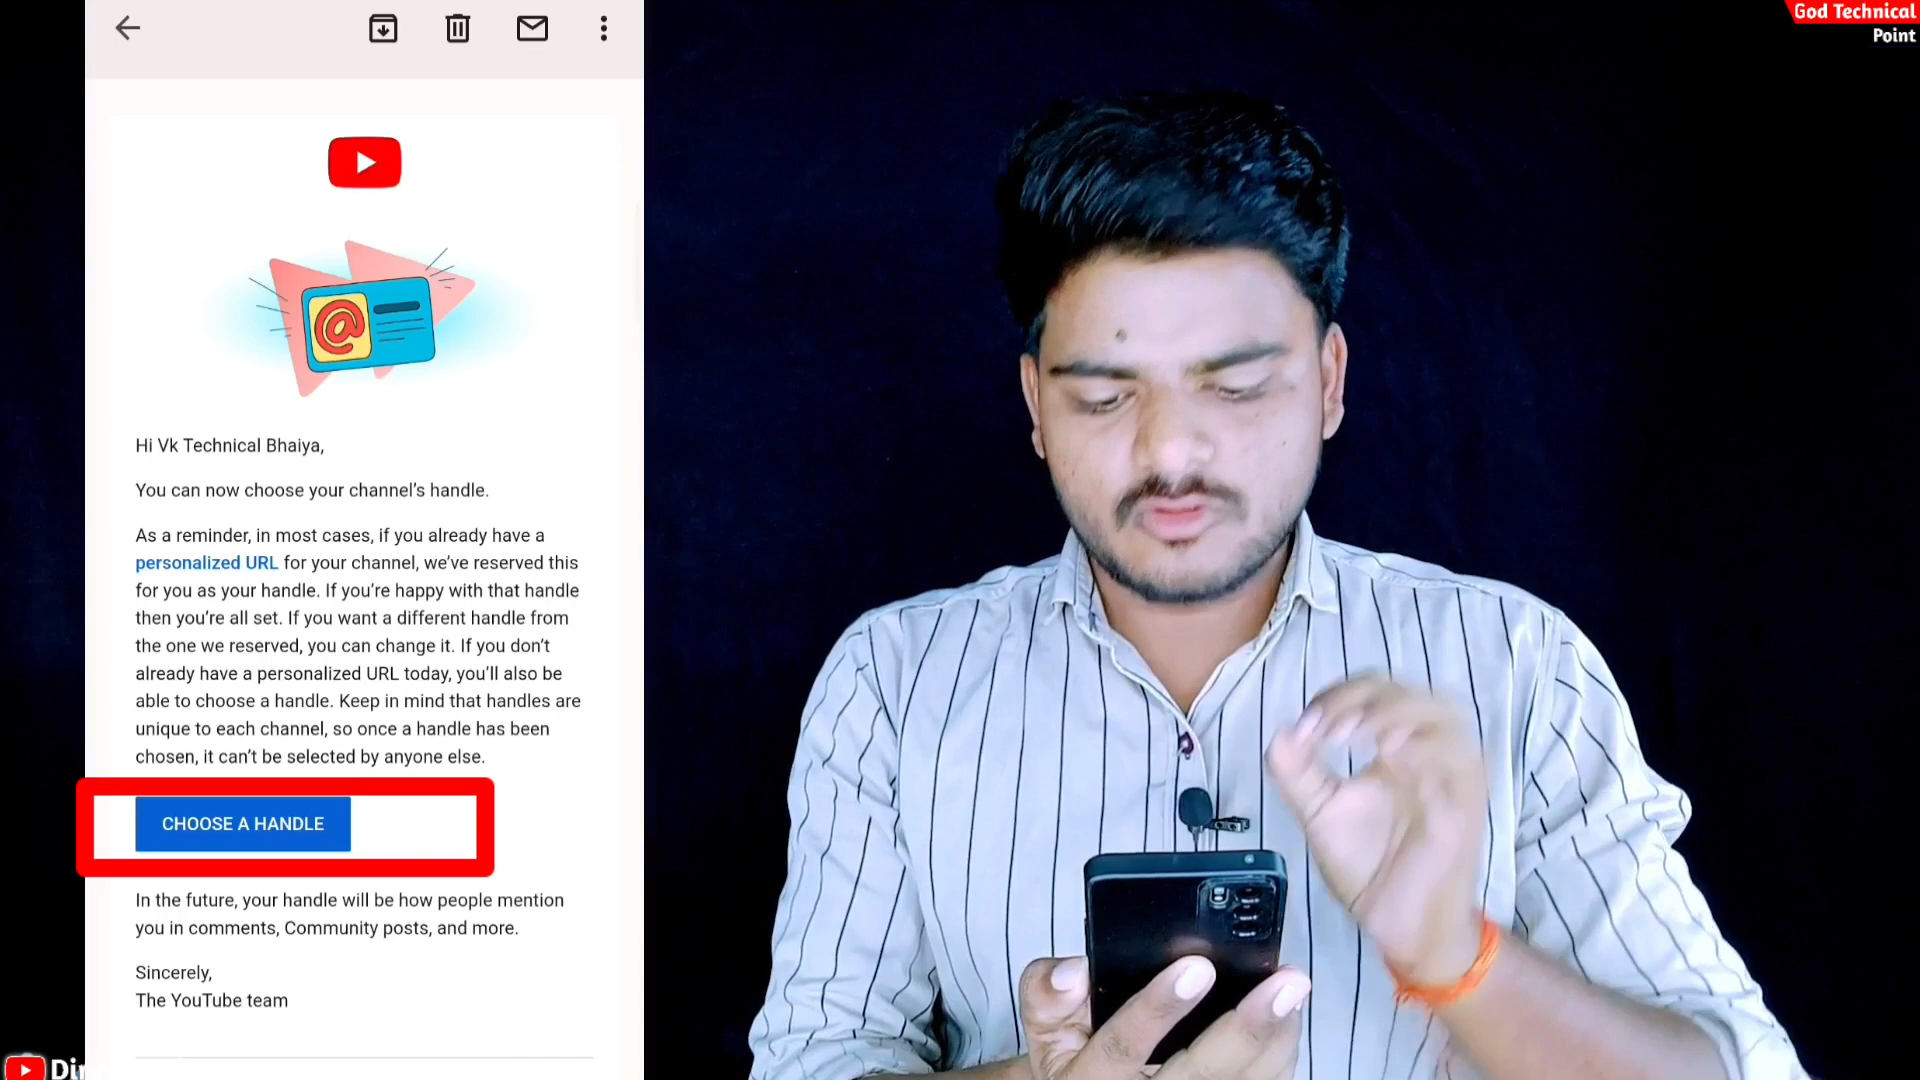 God Technical
Point
Hi Vk Technical Bhaiya,
You can now choose your channel’s handle.
As a reminder, in most cases, if you already have a
personalized URL for your channel, we’ve reserved this
for you as your handle. If you’re happy with that handle
then you’re all set. If you want a different handle from
the one we reserved, you can change it. If you don’t
already have a personalized URL today, you’ll also be
able to choose a handle. Keep in mind that handles are
unique to each channel, so once a handle has been
chosen, it can’t be selected by anyone else.
CHOOSE A HANDLE
In the future, your handle will be how people mention
you in comments, Community posts, and more.
Sincerely,
The YouTube team